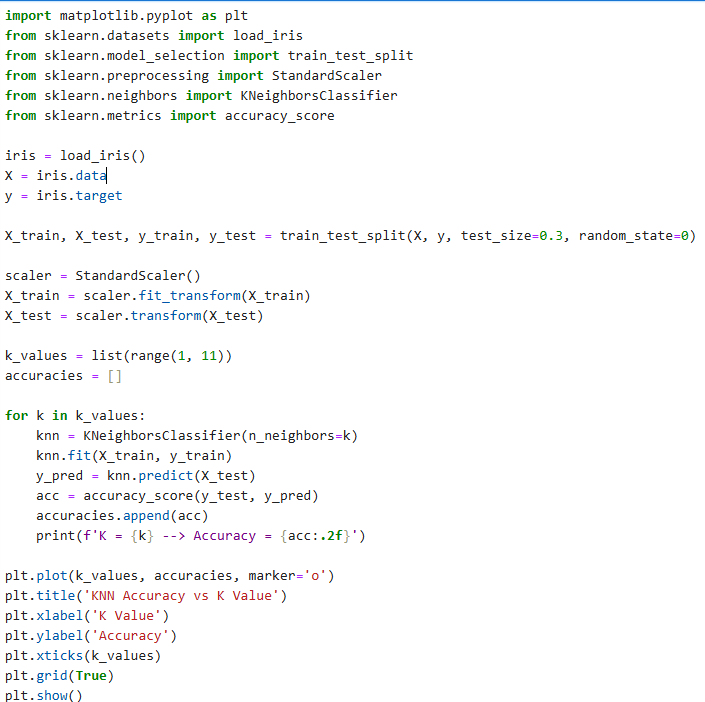 import matplotlib.pyplot as plt
from sklearn.datasets import load_iris
from sklearn.model_selection import train_test_split
from sklearn.preprocessing import StandardScaler
from sklearn.neighbors import KNeighborsClassifier
from sklearn.metrics import accuracy_score

iris = load_iris()
X = iris.data
y = iris.target

X_train, X_test, y_train, y_test = train_test_split(X, y, test_size=0.3, random_state=0)

scaler = StandardScaler()
X_train = scaler.fit_transform(X_train)
X_test = scaler.transform(X_test)

k_values = list(range(1, 11))
accuracies = []

for k in k_values:
    knn = KNeighborsClassifier(n_neighbors=k)
    knn.fit(X_train, y_train)
    y_pred = knn.predict(X_test)
    acc = accuracy_score(y_test, y_pred)
    accuracies.append(acc)
    print(f'K = {k} --> Accuracy = {acc:.2f}')

plt.plot(k_values, accuracies, marker='o')
plt.title('KNN Accuracy vs K Value')
plt.xlabel('K Value')
plt.ylabel('Accuracy')
plt.xticks(k_values)
plt.grid(True)
plt.show()